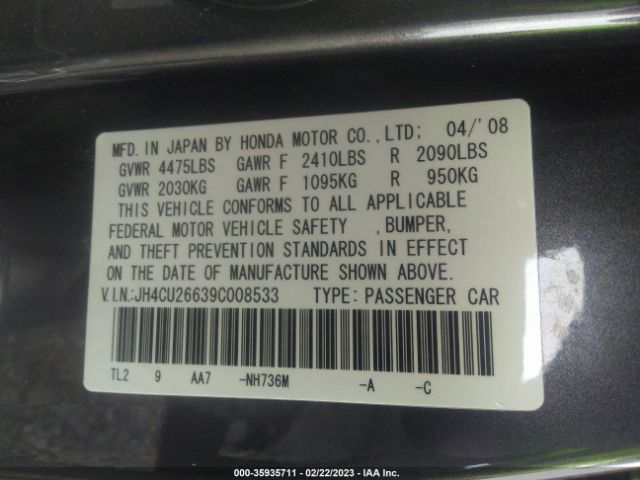 MFD. IN JAPAN BY HONDA MOTOR CO., LTD; 04/'08
GVWR 4475LBS GAWR F 2410LBS R 2090LBS
GVWR 2030KG GAWR F 1095KG R 950KG
THIS VEHICLE CONFORMS TO ALL APPLICABLE
FEDERAL MOTOR VEHICLE SAFETY ,BUMPER,
AND THEFT PREVENTION STANDARDS IN EFFECT
ON THE DATE OF MANUFACTURE SHOWN ABOVE.
V.I.N.:JH4CU26639C008533 TYPE: PASSENGER CAR
TL2 9 AA7 -NH736M -A -C
000-35935711 - 02/22/2023 - IAA Inc.